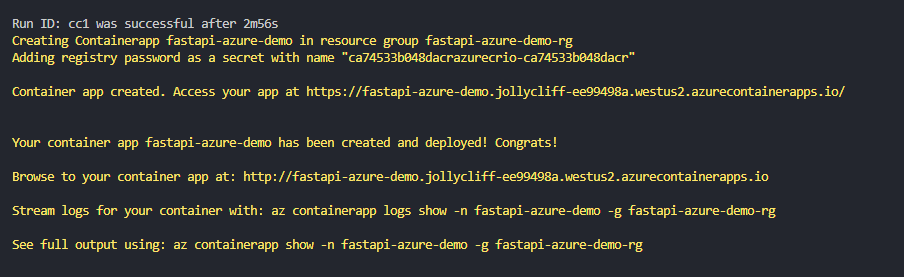 Run ID: cc1 was successful after 2m56s
Creating Containerapp fastapi-azure-demo in resource group fastapi-azure-demo-rg
Adding registry password as a secret with name "ca74533b048dacrazurecrio-ca74533b048dacr"
Container app created. Access your app at https://fastapi-azure-demo.jollycliff-ee99498a.westus2.azurecontainerapps.io/
Your container app fastapi-azure-demo has been created and deployed! Congrats!
Browse to your container app at: http://fastapi-azure-demo.jollycliff-ee99498a.westus2.azurecontainerapps.io
Stream logs for your container with: az containerapp logs show -n fastapi-azure-demo -g fastapi-azure-demo-rg
See full output using: az containerapp show -n fastapi-azure-demo -g fastapi-azure-demo-rg